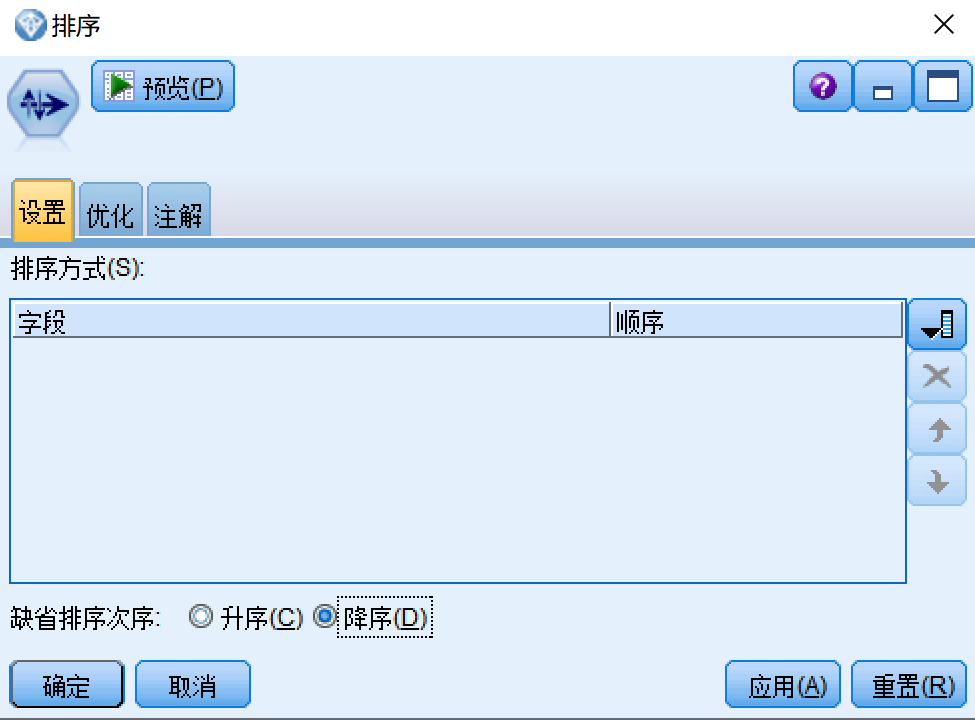 排序
预览(P)
设置 优化 注解
排序方式(S):
字段 顺序
缺省排序次序: 升序(C) 降序(D)
确定 取消 应用(A) 重置(R)